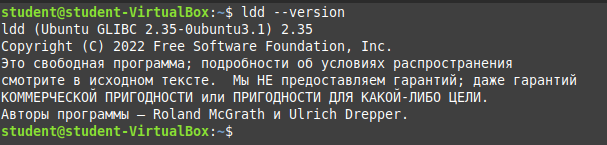 student@student-VirtualBox:~$ ldd --version
ldd (Ubuntu GLIBC 2.35-0ubuntu3.1) 2.35
Copyright (C) 2022 Free Software Foundation, Inc.
Это свободная программа; подробности об условиях распространения
смотрите в исходном тексте.  Мы НЕ предоставляем гарантий; даже гарантий
КОММЕРЧЕСКОЙ ПРИГОДНОСТИ или ПРИГОДНОСТИ ДЛЯ КАКОЙ-ЛИБО ЦЕЛИ.
Авторы программы — Roland McGrath и Ulrich Drepper.
student@student-VirtualBox:~$